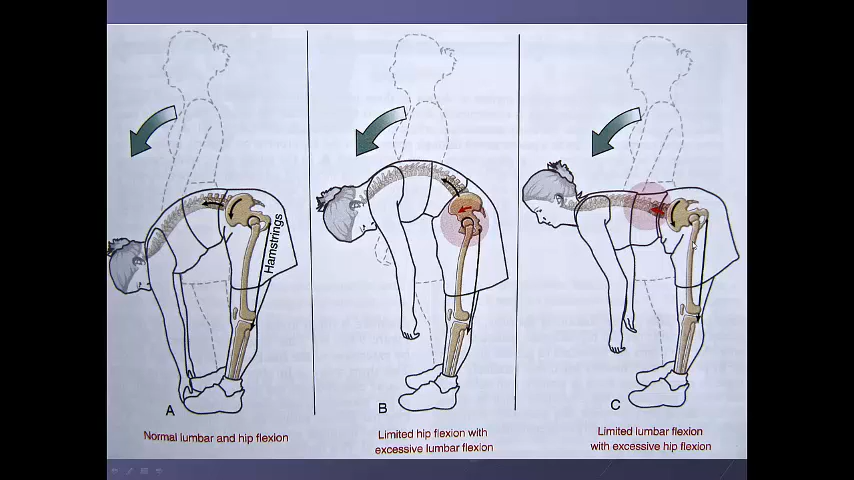 Hamstrings
A
B
C
Normal lumbar and hip flexion
Limited hip flexion with
excessive lumbar flexion
Limited lumbar flexion
with excessive hip flexion